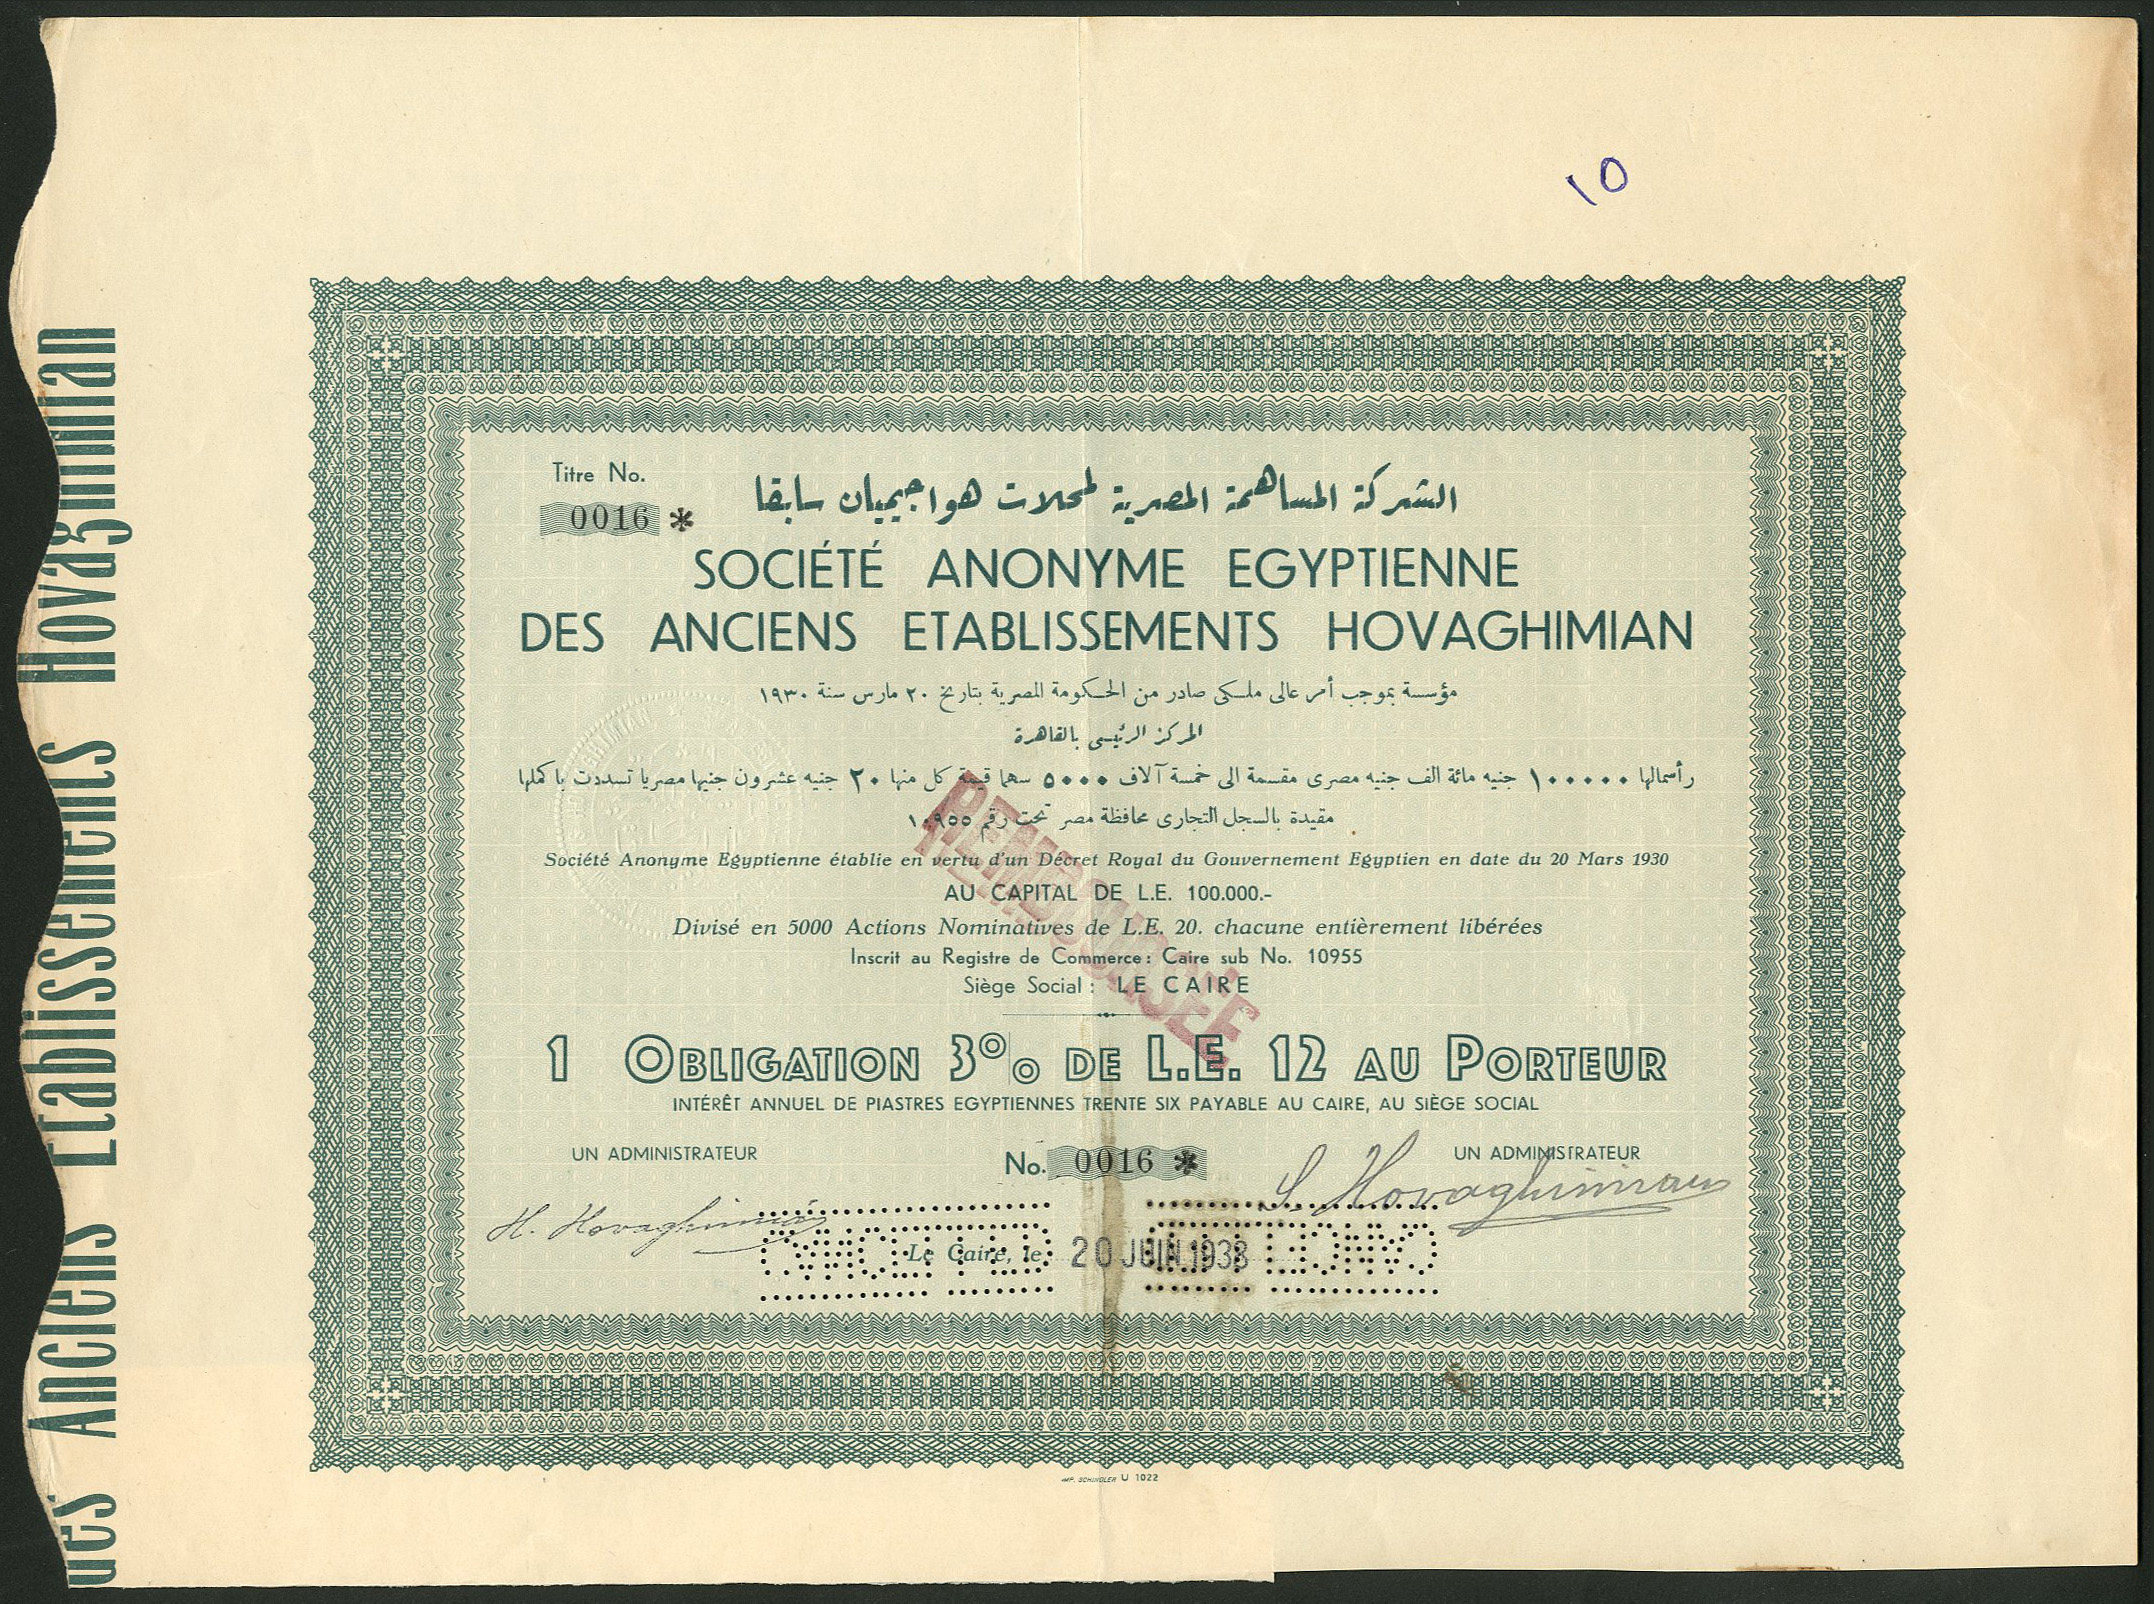 10
des Anciens Etablissements Hovaghimian
Titre No.
0016 *
الشركة المساهمة المصرية لمحلات هواجيميان سابقا
SOCIÉTÉ ANONYME EGYPTIENNE
DES ANCIENS ETABLISSEMENTS HOVAGHIMIAN
مؤسسة بموجب أمر عالى ملكى صادر من الحكومة المصرية بتاريخ ٢٠ مارس سنة ١٩٣٠
المركز الرئيسى بالقاهرة
رأسمالها ١٠٠٠٠٠ جنيه مائة الف جنيه مصرى مقسمة الى خمسة آلاف ٥٠٠٠ سهما قيمة كل منها ٢٠ جنيه عشرون جنيها مصريا تسددت باكملها
مقيدة بالسجل التجارى محافظة مصر تحت رقم ١٠٩٥٥
Société Anonyme Egyptienne établie en vertu d'un Décret Royal du Gouvernement Egyptien en date du 20 Mars 1930
AU CAPITAL DE L.E. 100.000.-
Divisé en 5000 Actions Nominatives de L.E. 20. chacune entièrement libérées
Inscrit au Registre de Commerce: Caire sub No. 10955
Siège Social: LE CAIRE
REMBOURSÉE
1 OBLIGATION 3% DE L.E. 12 AU PORTEUR
INTÉRÊT ANNUEL DE PIASTRES EGYPTIENNES TRENTE SIX PAYABLE AU CAIRE, AU SIÈGE SOCIAL
UN ADMINISTRATEUR
No. 0016 *
UN ADMINISTRATEUR
H. Hovaghimian
S. Hovaghimian
Le Caire, le 20 JUIN 1938
CANCELLED
CANCELLED
IMP. SCHINDLER U 1022